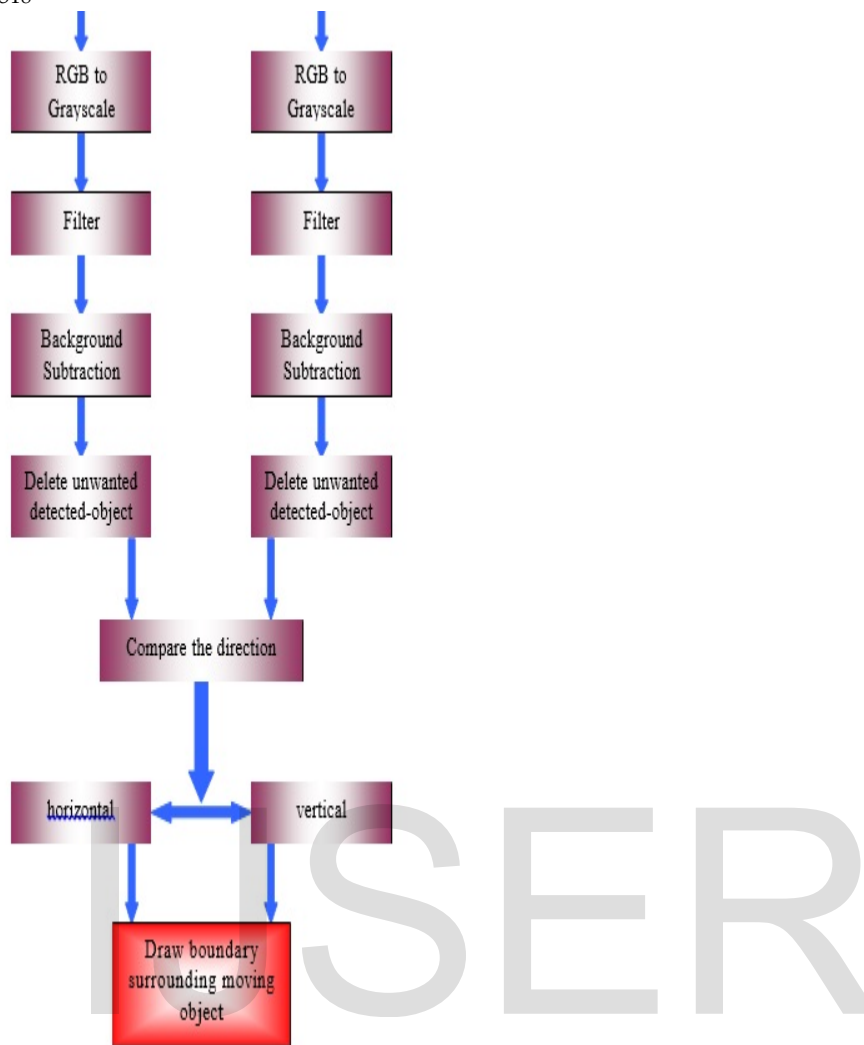 RGB to
Grayscale
RGB to
Grayscale
Filter
Filter
Background
Subtraction
Background
Subtraction
Delete unwanted
detected-object
Delete unwanted
detected-object
Compare the direction
horizontal
vertical
Draw boundary
surrounding moving
object
IJSER